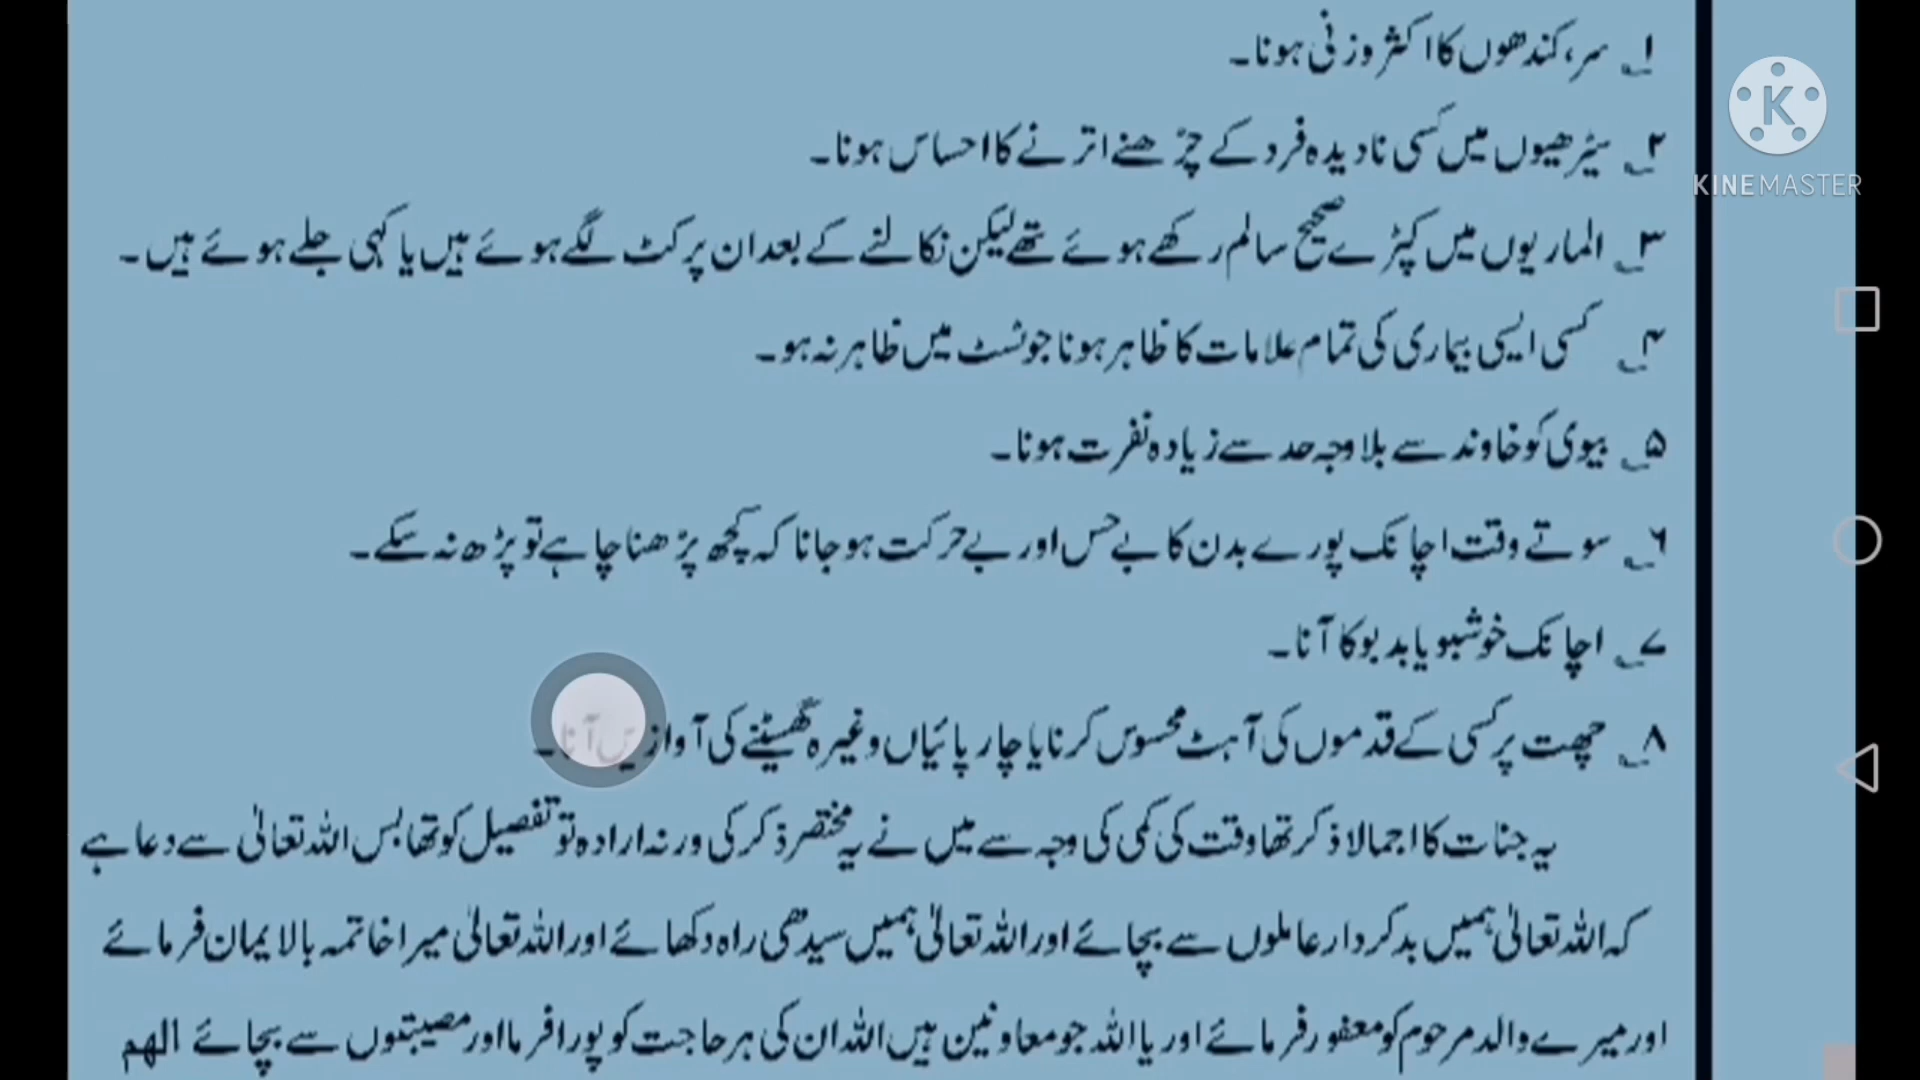 ۱۔ سر، کندھوں کا اکثر وزنی ہونا۔
۲۔ سیڑھیوں میں کسی نادیدہ فرد کے چڑھنے اترنے کا احساس ہونا۔
۳۔ الماریوں میں کپڑے صحیح سالم رکھے ہوئے تھے لیکن نکالنے کے بعد ان پر کٹ لگے ہوئے ہیں یا کہی جلے ہوئے ہیں۔
۴۔ کسی ایسی بیماری کی تمام علامات کا ظاہر ہونا جو ٹسٹ میں ظاہر نہ ہو۔
۵۔ بیوی کو خاوند سے بلا وجہ حد سے زیادہ نفرت ہونا۔
۶۔ سوتے وقت اچانک پورے بدن کا بے حس اور بے حرکت ہو جانا کہ کچھ پڑھنا چاہے تو پڑھ نہ سکے۔
۷۔ اچانک خوشبو یا بدبو کا آنا۔
۸۔ چھت پر کسی کے قدموں کی آہٹ محسوس کرنا یا چارپائیاں وغیرہ گھسیٹنے کی آوازیں آنا۔
یہ جنات کا اجمالا ذکر تھا وقت کی کمی کی وجہ سے میں نے یہ مختصر ذکر کی ورنہ ارادہ تو تفصیل کو تھا بس اللہ تعالیٰ سے دعا ہے
کہ اللہ تعالیٰ ہمیں بدکردار عاملوں سے بچائے اور اللہ تعالیٰ ہمیں سیدھی راہ دکھائے اور اللہ تعالیٰ میرا خاتمہ بالایمان فرمائے
اور میرے والد مرحوم کو معفور فرمائے اور یا اللہ جو معاونین ہیں اللہ ان کی ہر حاجت کو پورا فرما اور مصیبتوں سے بچائے الھم
KINEMASTER